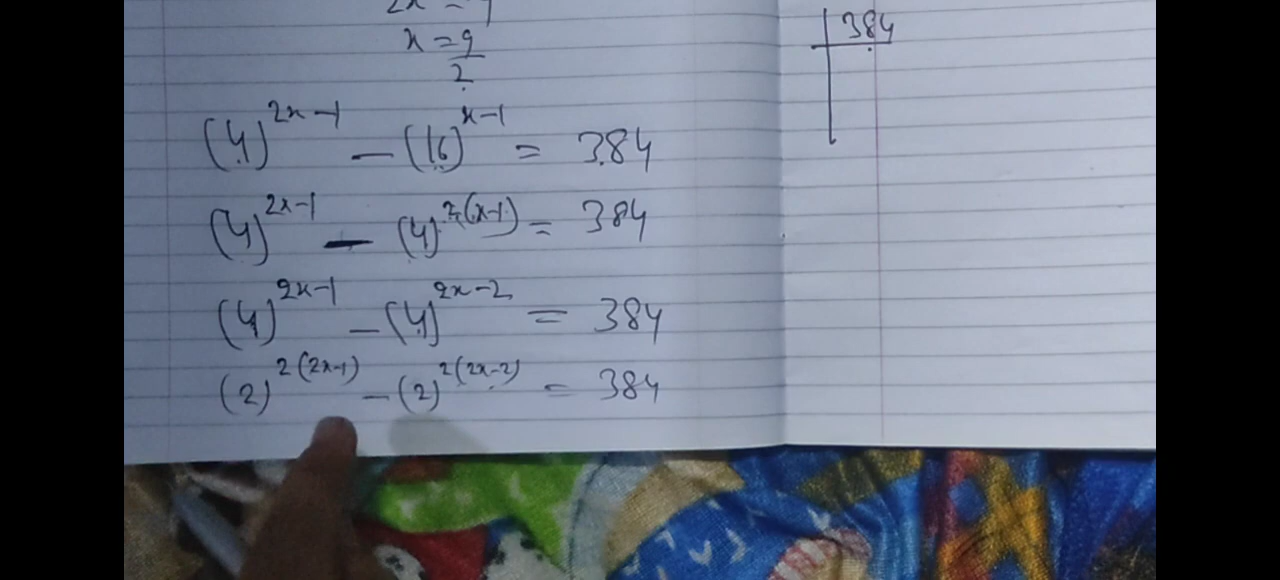 x = 9/2
384
(4)^{2x-1} - (16)^{x-1} = 384
(4)^{2x-1} - (4)^{2(x-1)} = 384
(4)^{2x-1} - (4)^{2x-2} = 384
(2)^{2(2x-1)} - (2)^{2(2x-2)} = 384